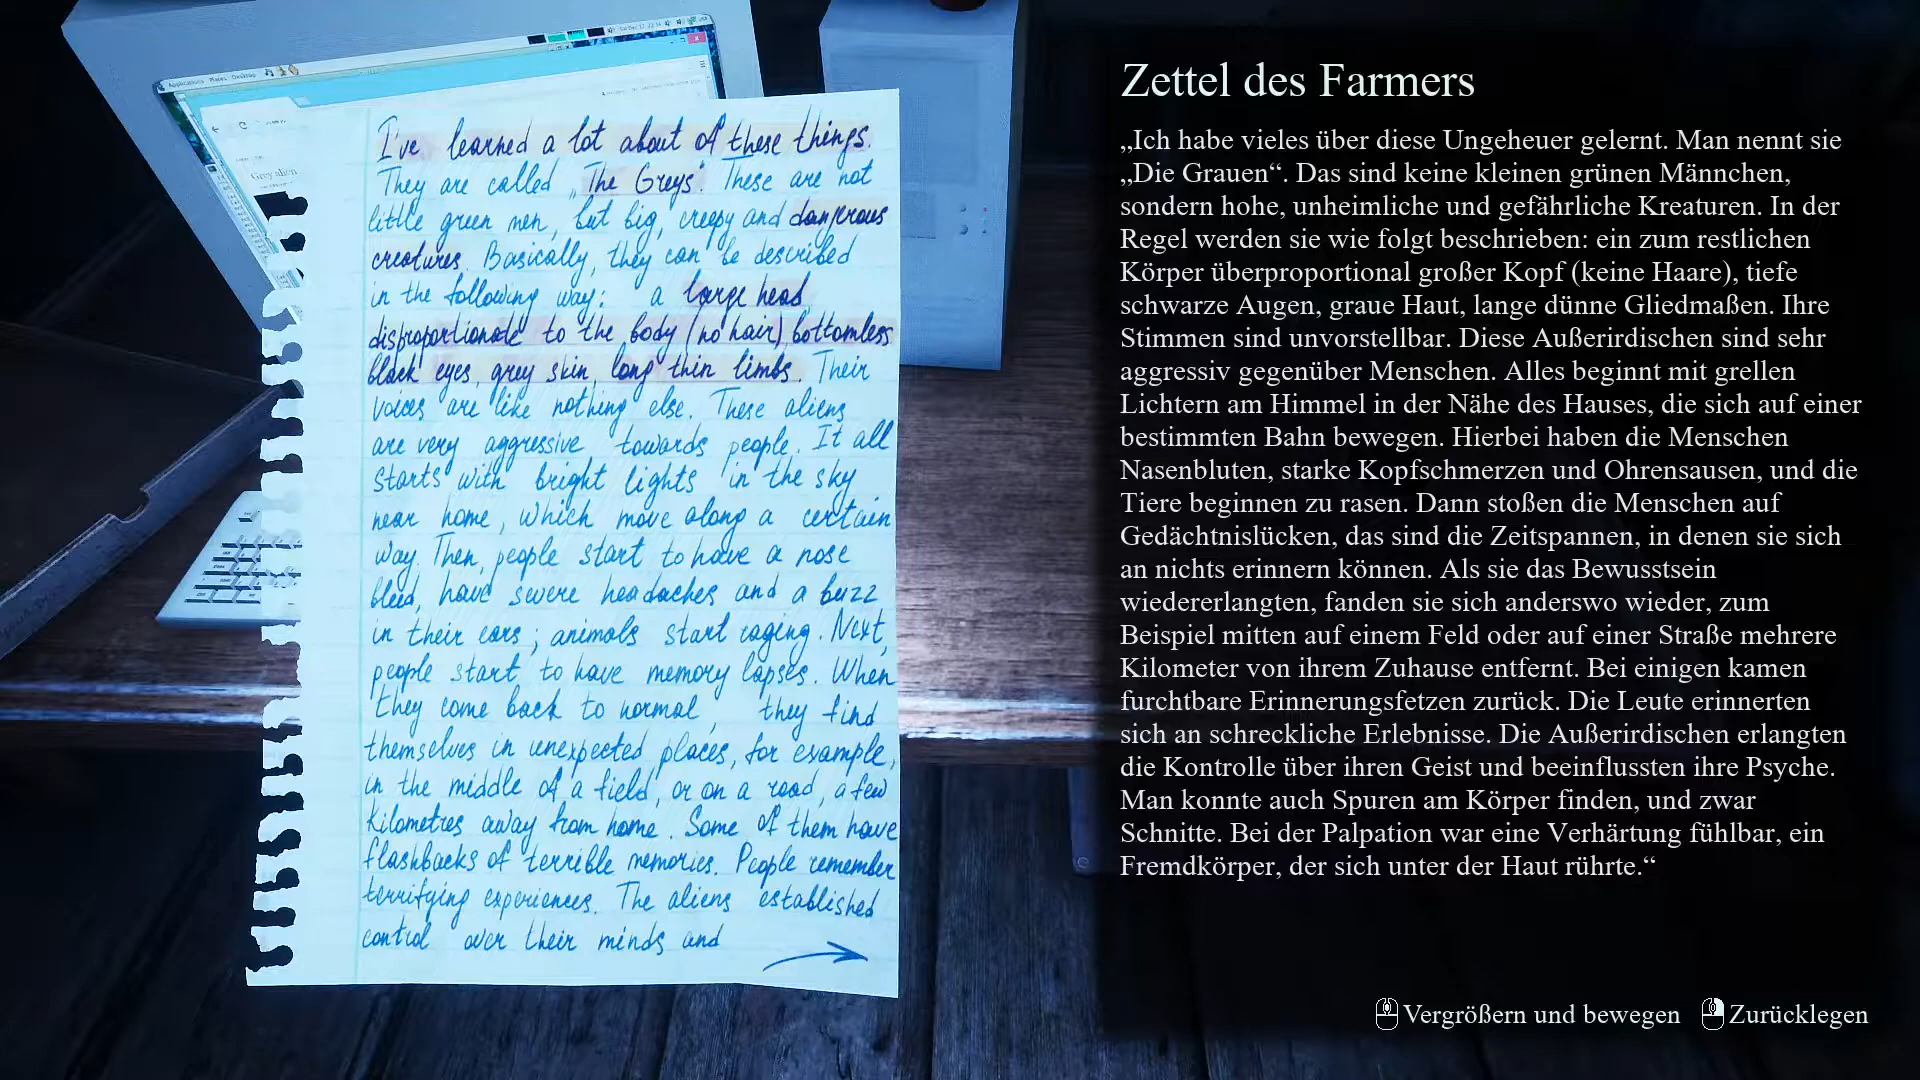 Applications Places Desktop
Grey alien
I've learned a lot about of these things.
They are called „The Greys". These are not
little green men, but big, creepy and dangerous
creatures. Basically, they can be described
in the following way: a large head
disproportionate to the body (no hair), bottomless
black eyes, grey skin, long thin limbs. Their
voices are like nothing else. These aliens
are very aggressive towards people. It all
starts with bright lights in the sky
near home, which move along a certain
way. Then, people start to have a nose
bleed, have severe headaches and a buzz
in their ears; animals start raging. Next,
people start to have memory lapses. When
they come back to normal, they find
themselves in unexpected places, for example,
in the middle of a field, or on a road, a few
kilometres away from home. Some of them have
flashbacks of terrible memories. People remember
terrifying experiences. The aliens established
control over their minds and
Zettel des Farmers
„Ich habe vieles über diese Ungeheuer gelernt. Man nennt sie
„Die Grauen“. Das sind keine kleinen grünen Männchen,
sondern hohe, unheimliche und gefährliche Kreaturen. In der
Regel werden sie wie folgt beschrieben: ein zum restlichen
Körper überproportional großer Kopf (keine Haare), tiefe
schwarze Augen, graue Haut, lange dünne Gliedmaßen. Ihre
Stimmen sind unvorstellbar. Diese Außerirdischen sind sehr
aggressiv gegenüber Menschen. Alles beginnt mit grellen
Lichtern am Himmel in der Nähe des Hauses, die sich auf einer
bestimmten Bahn bewegen. Hierbei haben die Menschen
Nasenbluten, starke Kopfschmerzen und Ohrensausen, und die
Tiere beginnen zu rasen. Dann stoßen die Menschen auf
Gedächtnislücken, das sind die Zeitspannen, in denen sie sich
an nichts erinnern können. Als sie das Bewusstsein
wiedererlangten, fanden sie sich anderswo wieder, zum
Beispiel mitten auf einem Feld oder auf einer Straße mehrere
Kilometer von ihrem Zuhause entfernt. Bei einigen kamen
furchtbare Erinnerungsfetzen zurück. Die Leute erinnerten
sich an schreckliche Erlebnisse. Die Außerirdischen erlangten
die Kontrolle über ihren Geist und beeinflussten ihre Psyche.
Man konnte auch Spuren am Körper finden, und zwar
Schnitte. Bei der Palpation war eine Verhärtung fühlbar, ein
Fremdkörper, der sich unter der Haut rührte.“
Vergrößern und bewegen Zurücklegen